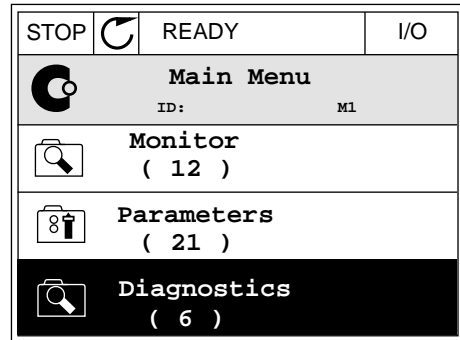 STOP READY I/O
Main Menu
ID: M1
Monitor
( 12 )
Parameters
( 21 )
Diagnostics
( 6 )